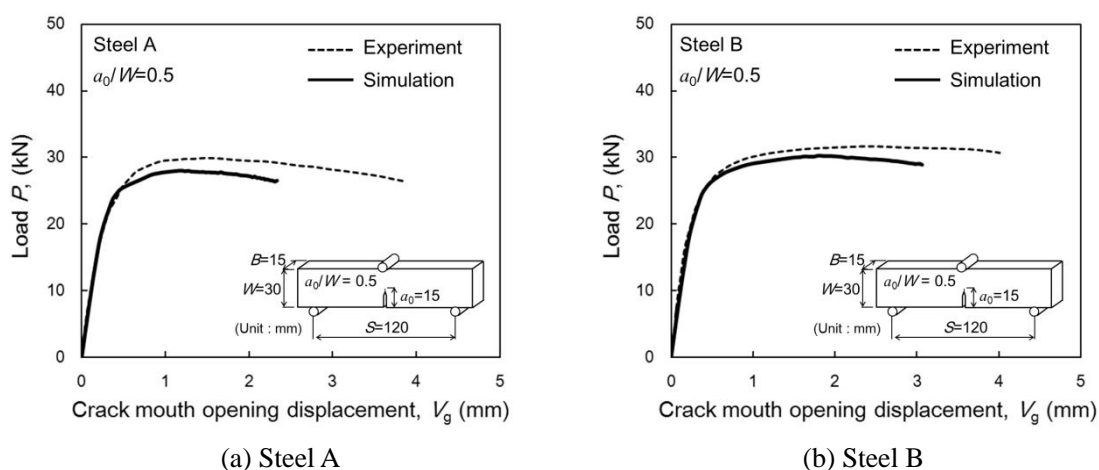 50
40
30
20
10
0
Load P, (kN)
Steel A
a0/W=0.5
Experiment
Simulation
B=15
W=30
a0/W = 0.5
a0=15
(Unit : mm)
S=120
0 1 2 3 4 5
Crack mouth opening displacement, Vg (mm)
(a) Steel A
50
40
30
20
10
0
Load P, (kN)
Steel B
a0/W=0.5
Experiment
Simulation
B=15
W=30
a0/W = 0.5
a0=15
(Unit : mm)
S=120
0 1 2 3 4 5
Crack mouth opening displacement, Vg (mm)
(b) Steel B